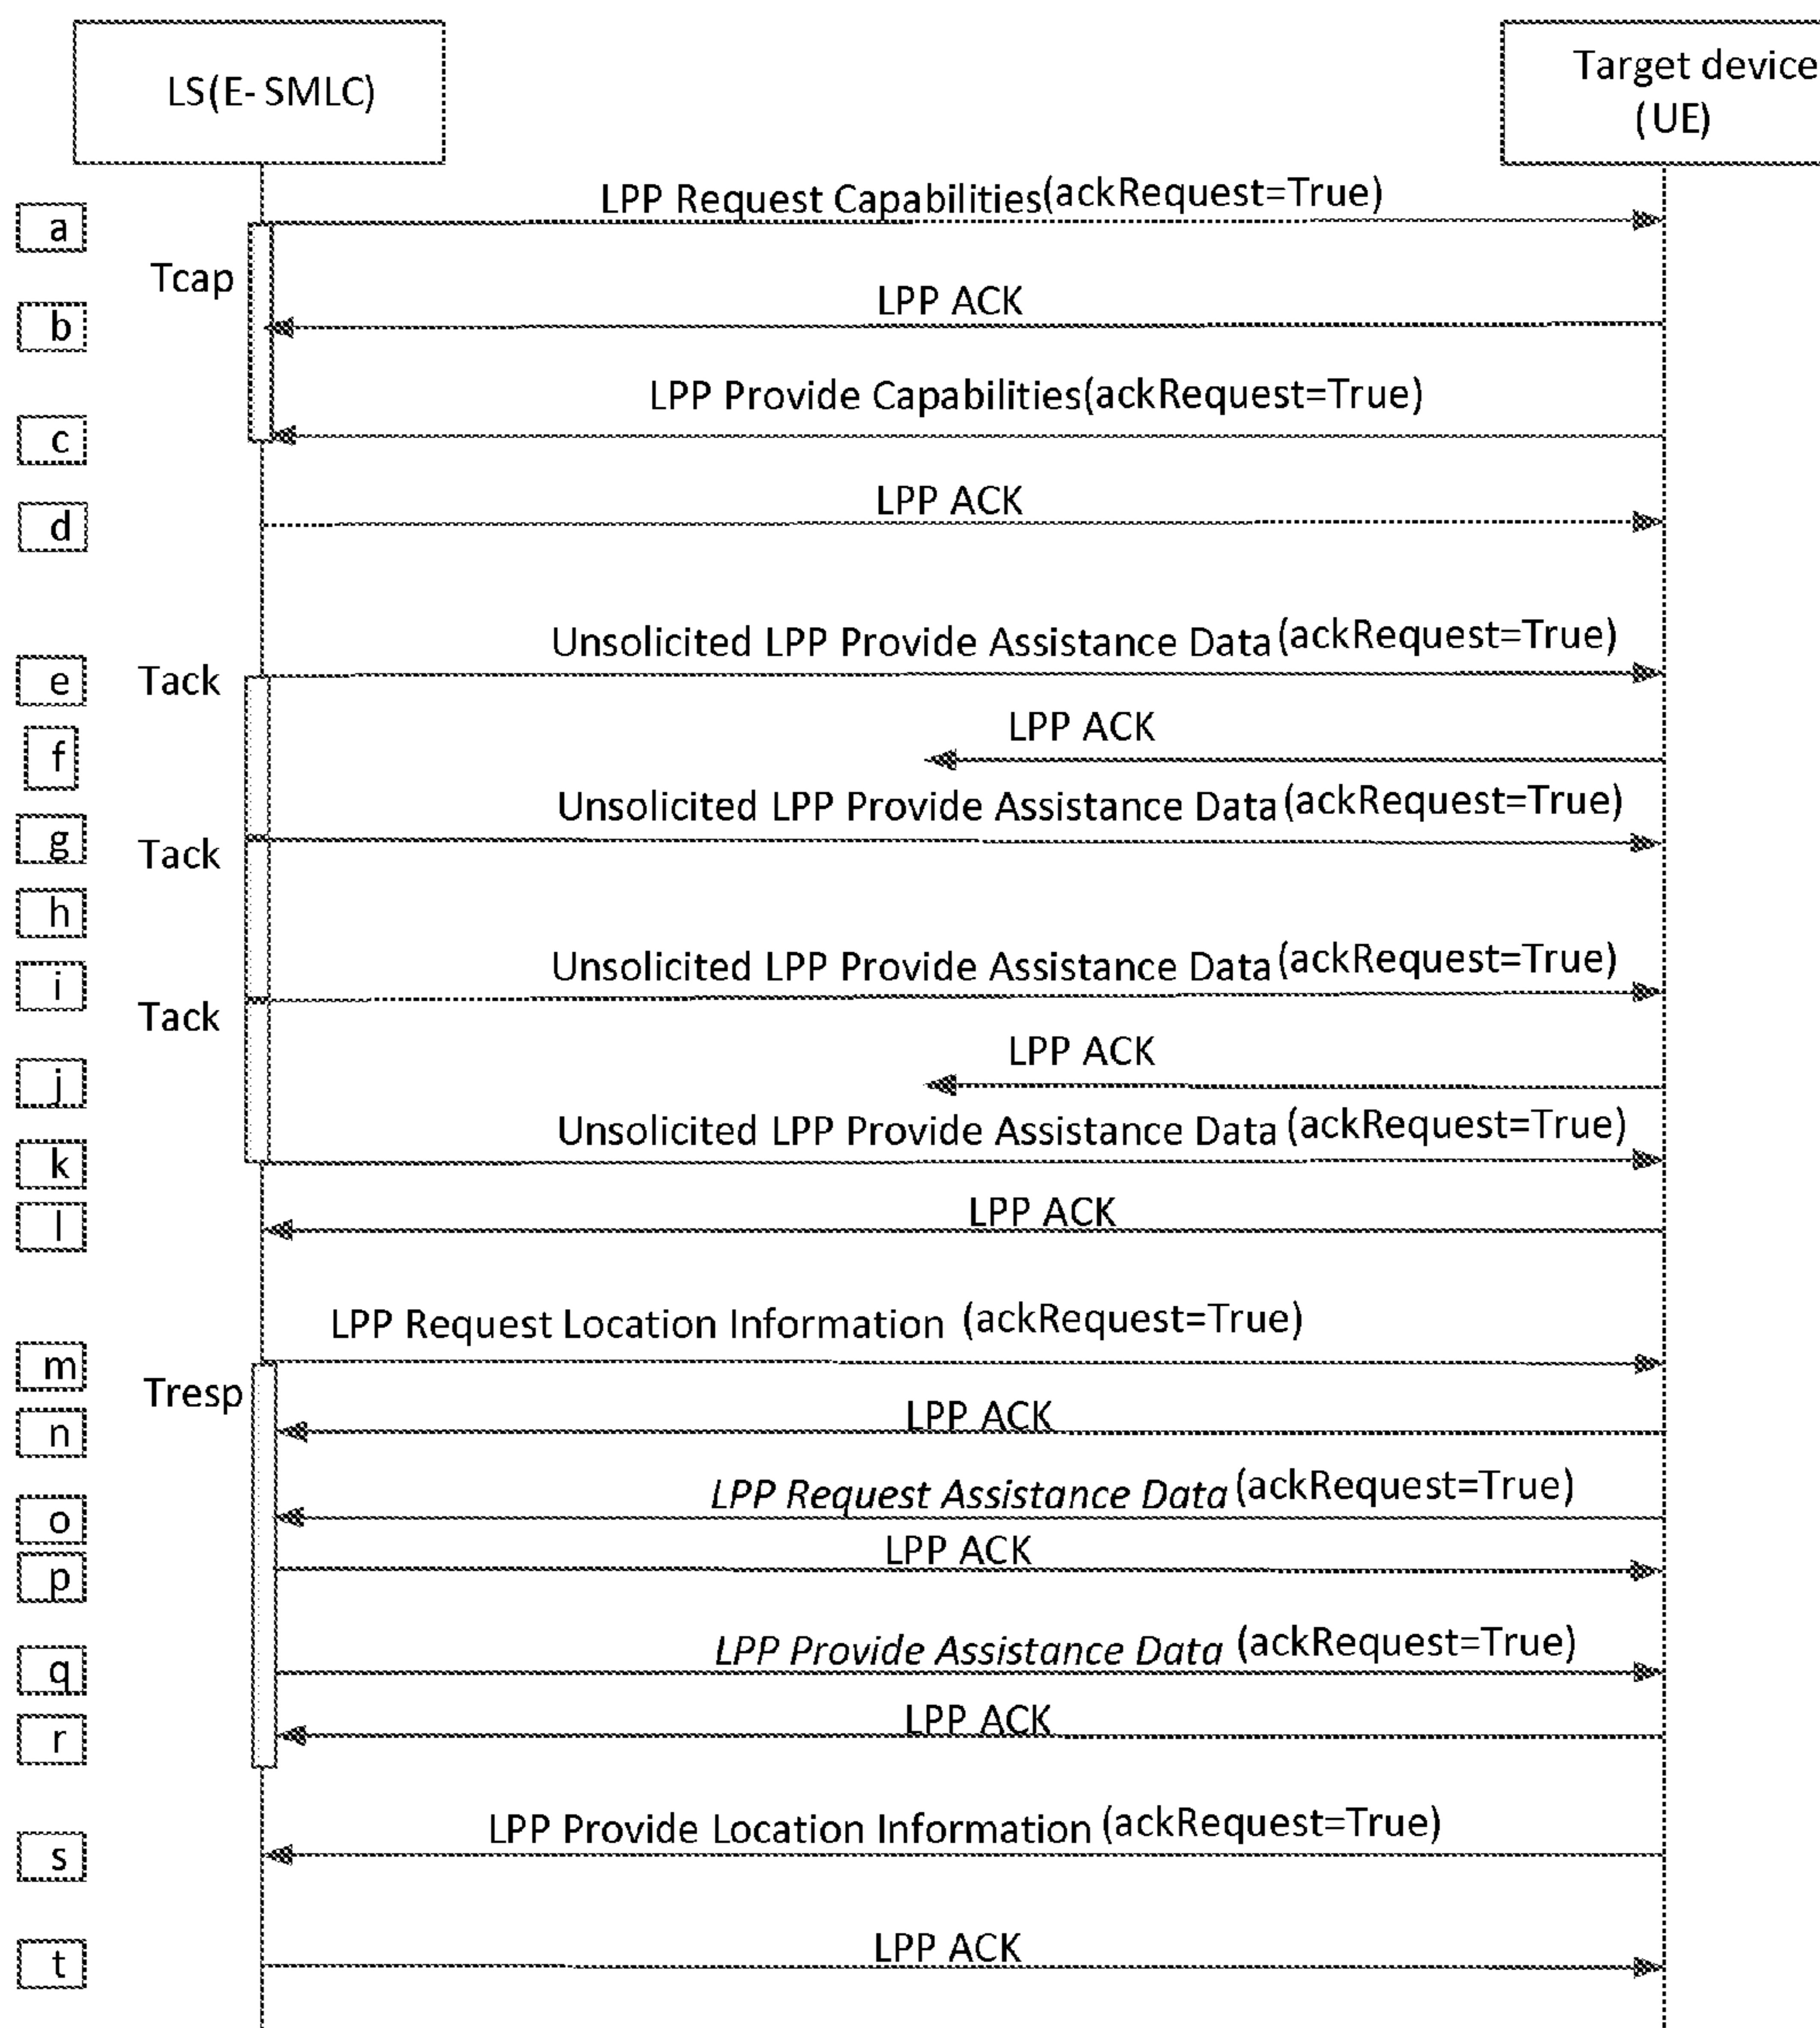 LS(E- SMLC)
Target device
(UE)
LPP Request Capabilities(ackRequest=True)
a
Tcap
LPP ACK
b
LPP Provide Capabilities(ackRequest=True)
c
LPP ACK
d
Unsolicited LPP Provide Assistance Data (ackRequest=True)
e
Tack
LPP ACK
f
Unsolicited LPP Provide Assistance Data (ackRequest=True)
g
Tack
h
Unsolicited LPP Provide Assistance Data (ackRequest=True)
i
Tack
LPP ACK
j
Unsolicited LPP Provide Assistance Data (ackRequest=True)
k
LPP ACK
l
LPP Request Location Information (ackRequest=True)
m
Tresp
LPP ACK
n
LPP Request Assistance Data (ackRequest=True)
o
LPP ACK
p
LPP Provide Assistance Data (ackRequest=True)
q
LPP ACK
r
LPP Provide Location Information (ackRequest=True)
s
LPP ACK
t